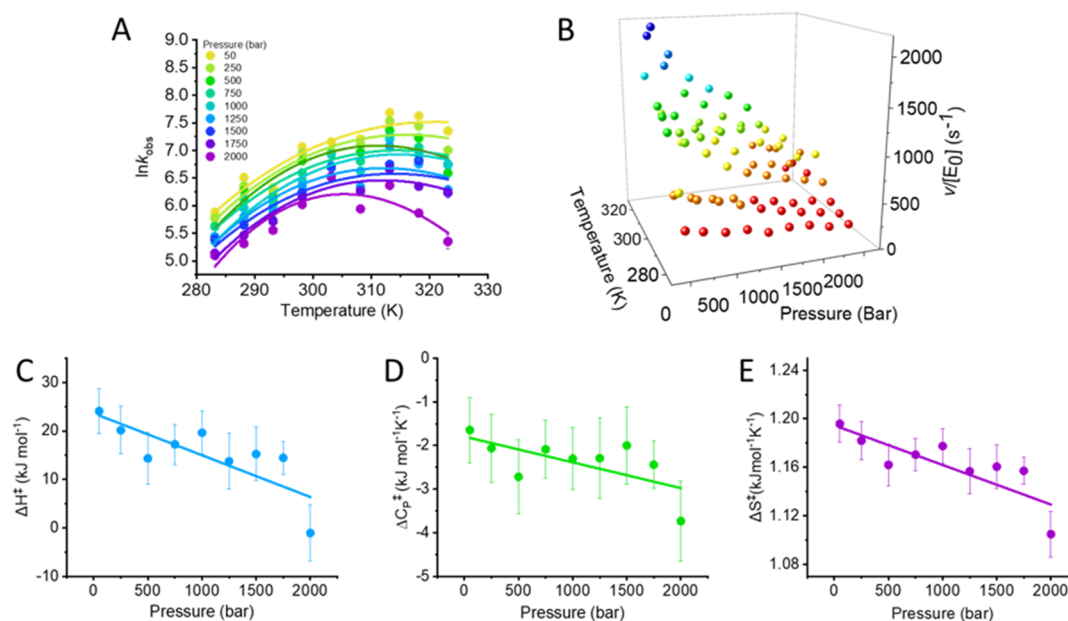 A
9.0
8.5
8.0
7.5
7.0
6.5
6.0
5.5
5.0
lnkobs
Pressure (bar)
50
250
500
750
1000
1250
1500
1750
2000
280 290 300 310 320 330
Temperature (K)
B
2000
1500
1000
500
0
v/[E0] (s⁻¹)
320
300
280
Temperature (K)
0 500 1000 1500 2000
Pressure (Bar)
C
30
20
10
0
-10
ΔH‡ (kJ mol⁻¹)
0 500 1000 1500 2000
Pressure (bar)
D
0
-1
-2
-3
-4
-5
ΔCP‡ (kJ mol⁻¹K⁻¹)
0 500 1000 1500 2000
Pressure (bar)
E
1.24
1.20
1.16
1.12
1.08
ΔS‡(kJmol⁻¹K⁻¹)
0 500 1000 1500 2000
Pressure (bar)